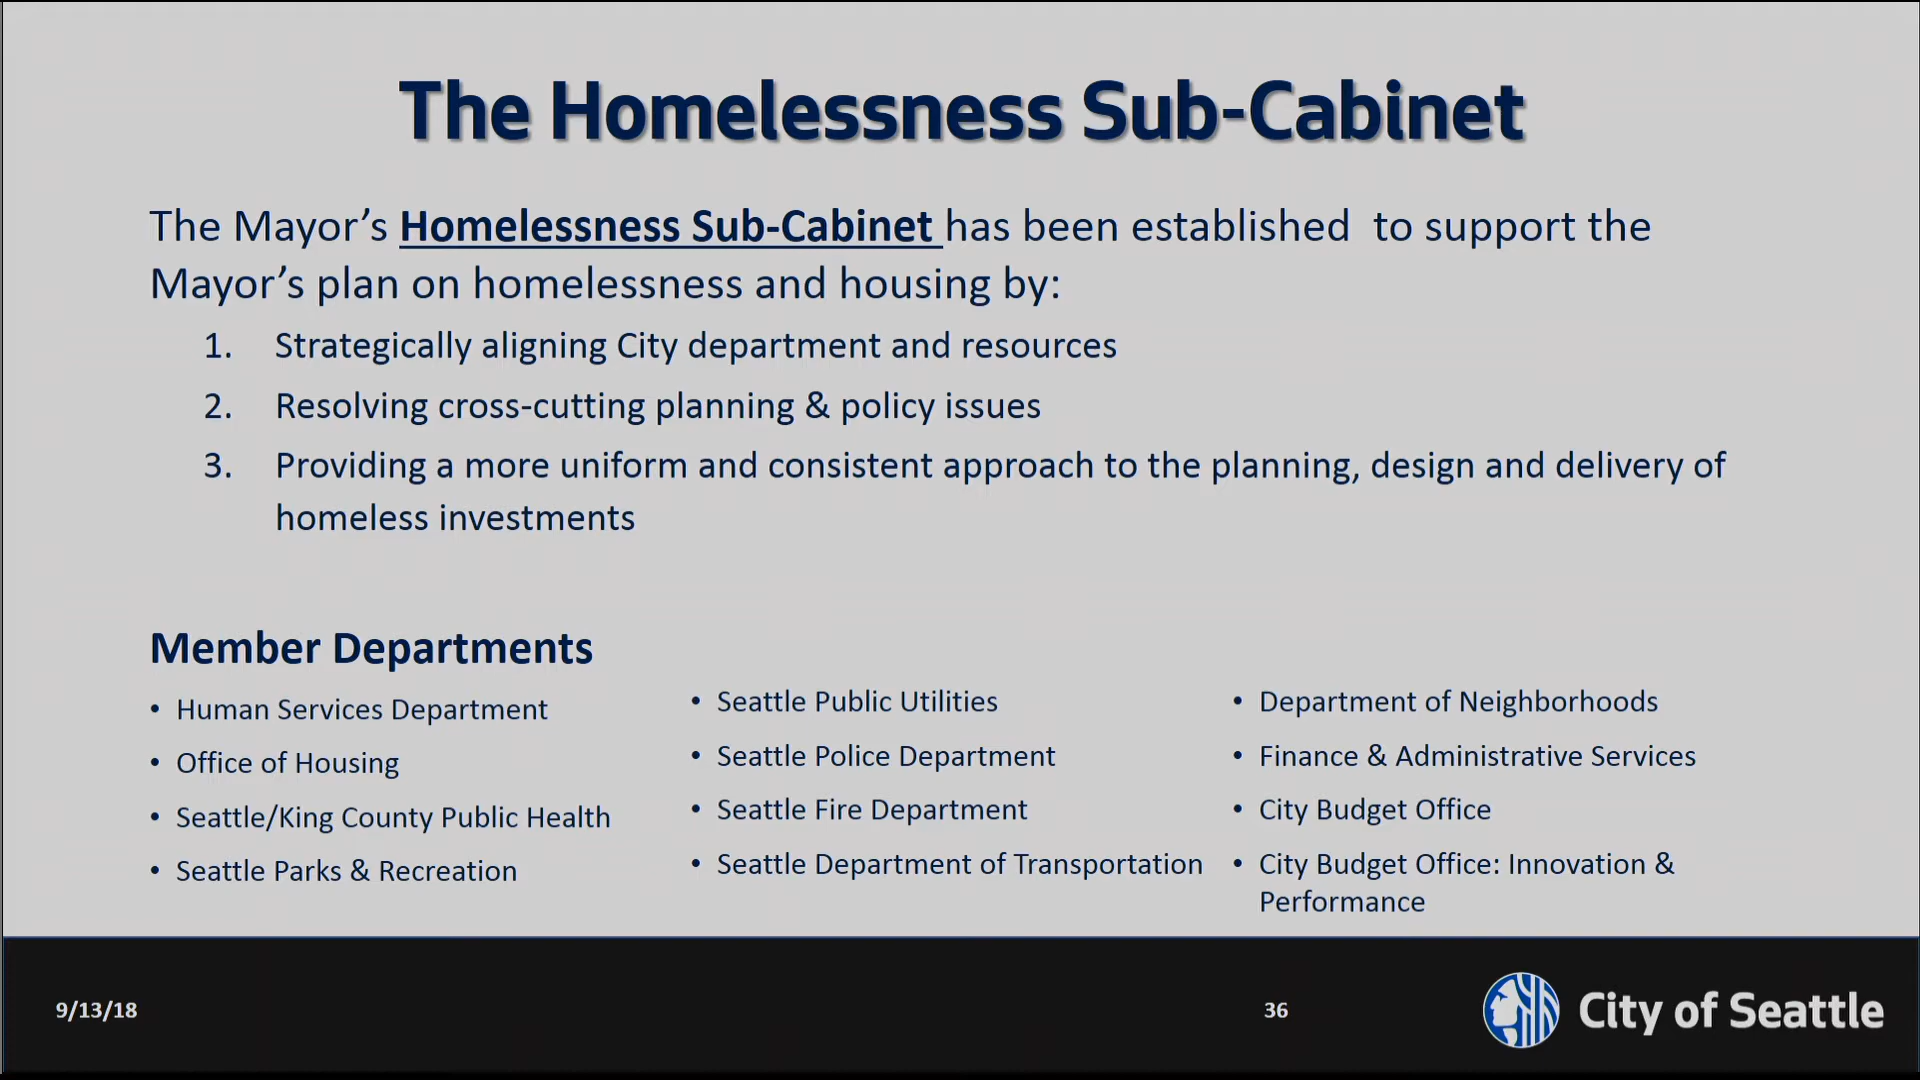 The Homelessness Sub-Cabinet
The Mayor’s Homelessness Sub-Cabinet has been established  to support the
Mayor’s plan on homelessness and housing by:
1. Strategically aligning City department and resources
2. Resolving cross-cutting planning & policy issues
3. Providing a more uniform and consistent approach to the planning, design and delivery of
homeless investments
Member Departments
• Human Services Department
• Office of Housing
• Seattle/King County Public Health
• Seattle Parks & Recreation
• Seattle Public Utilities
• Seattle Police Department
• Seattle Fire Department
• Seattle Department of Transportation
• Department of Neighborhoods
• Finance & Administrative Services
• City Budget Office
• City Budget Office: Innovation &
Performance
9/13/18
36
City of Seattle